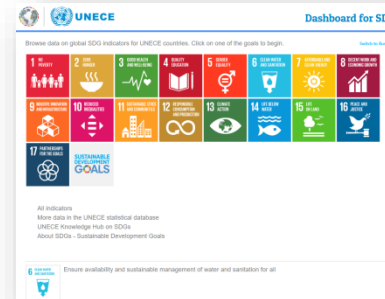 UNECE
Dashboard for SI
Browse data on global SDG indicators for UNECE countries. Click on one of the goals to begin.
1 NO POVERTY
2 ZERO HUNGER
3 GOOD HEALTH AND WELL-BEING
4 QUALITY EDUCATION
5 GENDER EQUALITY
6 CLEAN WATER AND SANITATION
7 AFFORDABLE AND CLEAN ENERGY
8 DECENT WORK AND ECONOMIC GROWTH
9 INDUSTRY, INNOVATION AND INFRASTRUCTURE
10 REDUCED INEQUALITIES
11 SUSTAINABLE CITIES AND COMMUNITIES
12 RESPONSIBLE CONSUMPTION AND PRODUCTION
13 CLIMATE ACTION
14 LIFE BELOW WATER
15 LIFE ON LAND
16 PEACE AND
17 PARTNERSHIPS FOR THE GOALS
SUSTAINABLE
DEVELOPMENT
GOALS
All Indicators
More data in the UNECE statistical database
UNECE Knowledge Hub on SDGs
About SDGs - Sustainable Development Goals
6 CLEAN WATER AND SANITATION
Ensure availability and sustainable management of water and sanitation for all